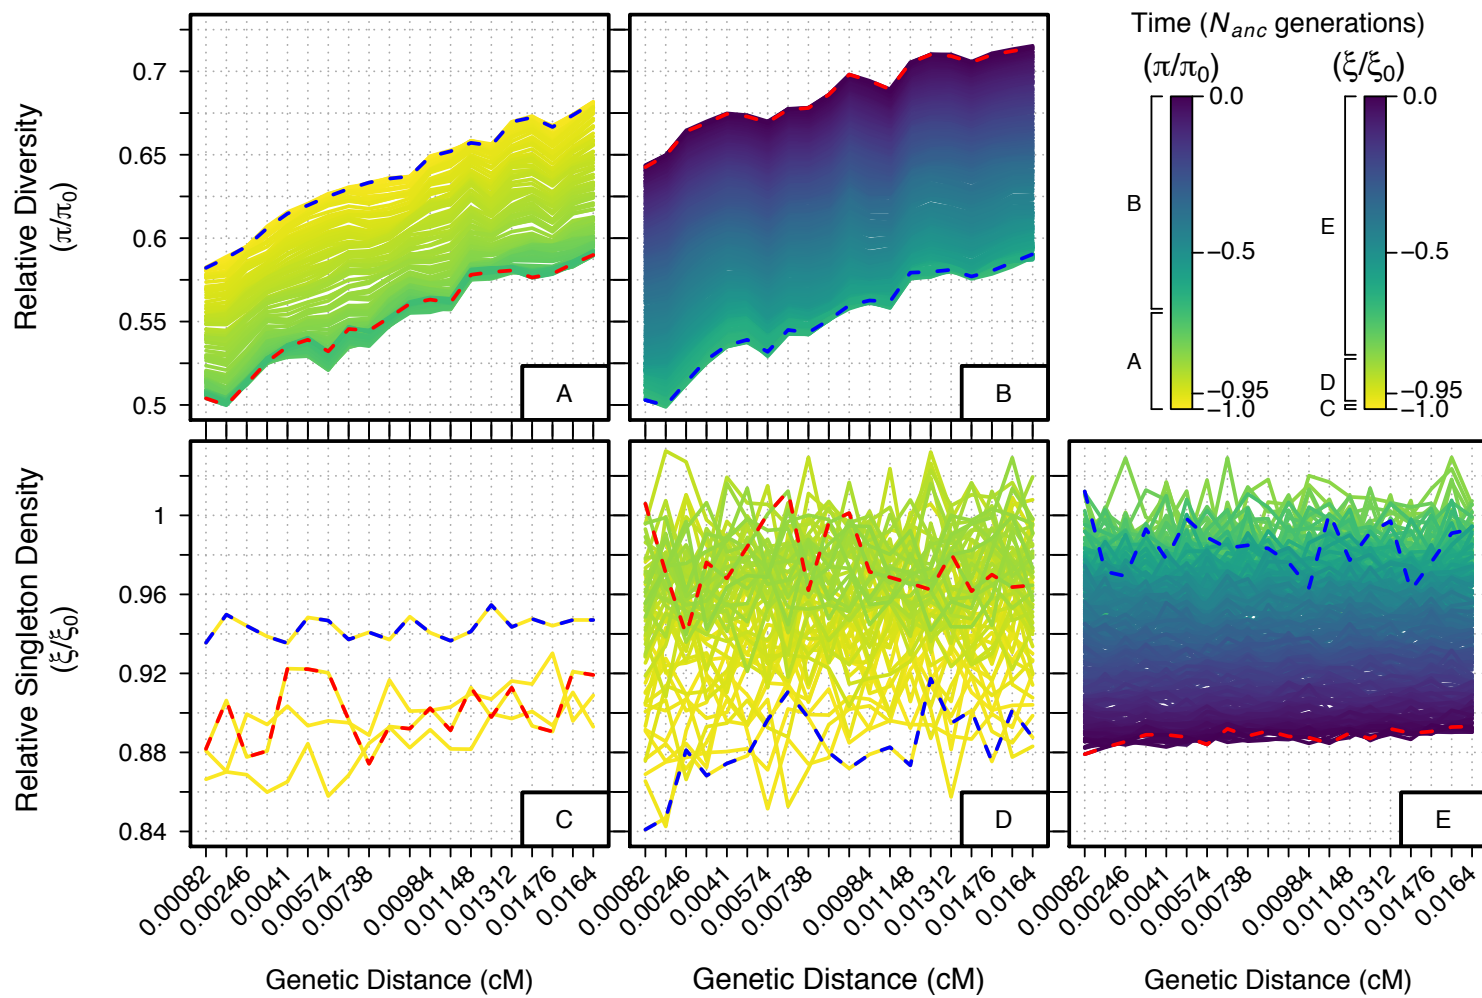 Time (Nanc generations)
(π/π0)
(ξ/ξ0)
0.0
−0.5
−0.95
−1.0
B
A
0.0
−0.5
−0.95
−1.0
E
D
C
Relative Diversity
(π/π0)
0.7
0.65
0.6
0.55
0.5
A
B
Relative Singleton Density
(ξ/ξ0)
1
0.96
0.92
0.88
0.84
C
D
E
0.00082
0.00246
0.0041
0.00574
0.00738
0.00984
0.01148
0.01312
0.01476
0.0164
0.00082
0.00246
0.0041
0.00574
0.00738
0.00984
0.01148
0.01312
0.01476
0.0164
0.00082
0.00246
0.0041
0.00574
0.00738
0.00984
0.01148
0.01312
0.01476
0.0164
Genetic Distance (cM)
Genetic Distance (cM)
Genetic Distance (cM)